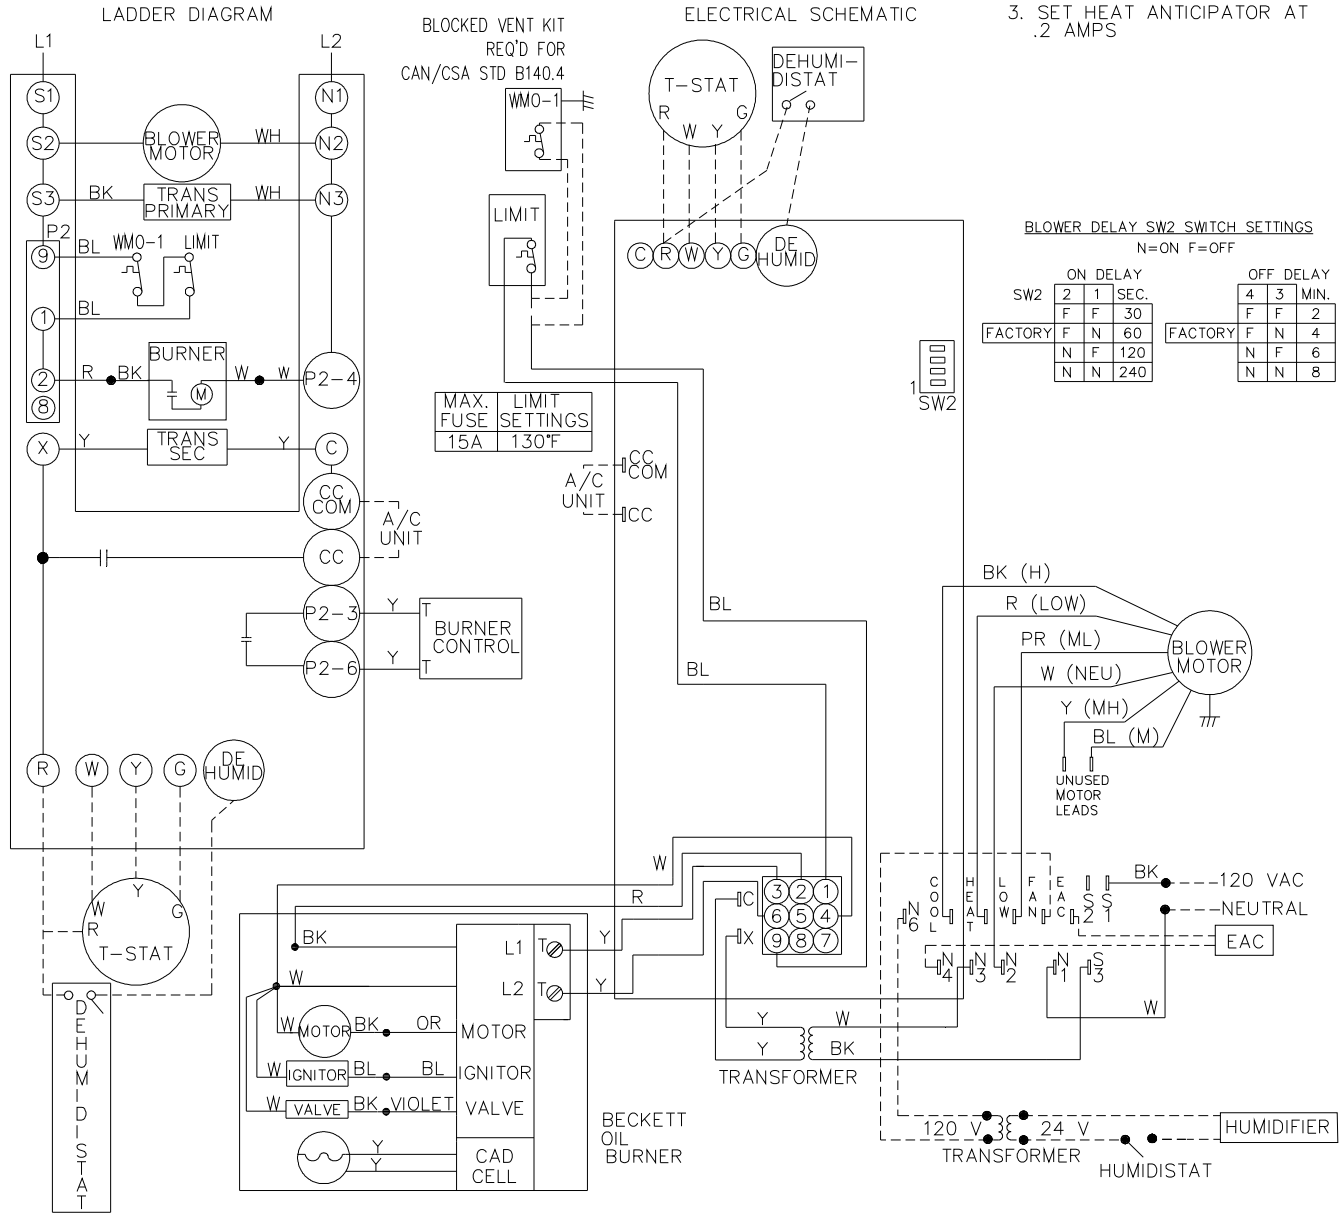 LADDER DIAGRAM
L1
L2
S1
N1
S2
BLOWER
MOTOR
WH
N2
S3
BK
TRANS
PRIMARY
WH
N3
P2
9
BL
WMO-1
LIMIT
1
BL
BURNER
2
R
BK
M
W
W
P2-4
8
X
Y
TRANS
SEC
Y
C
CC
COM
A/C
UNIT
CC
P2-3
Y
T
BURNER
CONTROL
P2-6
Y
T
R
W
Y
G
DE
HUMID
W
Y
G
R
T-STAT
DEHUMIDISTAT
BLOCKED VENT KIT
REQ'D FOR
CAN/CSA STD B140.4
WMO-1
LIMIT
MAX.
FUSE
LIMIT
SETTINGS
15A
130°F
ELECTRICAL SCHEMATIC
T-STAT
R
W
Y
G
DEHUMI-
DISTAT
C
R
W
Y
G
DE
HUMID
3. SET HEAT ANTICIPATOR AT
.2 AMPS
BLOWER DELAY SW2 SWITCH SETTINGS
N=ON F=OFF
ON DELAY
SW2 2 1 SEC.
F F 30
FACTORY F N 60
N F 120
N N 240
OFF DELAY
4 3 MIN.
F F 2
FACTORY F N 4
N F 6
N N 8
1
SW2
A/C
UNIT
CC
COM
CC
BL
BL
BK (H)
R (LOW)
PR (ML)
W (NEU)
Y (MH)
BL (M)
BLOWER
MOTOR
UNUSED
MOTOR
LEADS
W
R
C
X
3 2 1
6 5 4
9 8 7
N6
COOL
HEAT
LOW
FAN
EAC
S2
S1
BK
120 VAC
NEUTRAL
EAC
N4
N3
N2
N1
S3
W
BK
L1
T
Y
W
L2
T
Y
W
MOTOR
BK
OR
MOTOR
W
IGNITOR
BL
BL
IGNITOR
W
VALVE
BK
VIOLET
VALVE
Y
Y
CAD
CELL
BECKETT
OIL
BURNER
Y
W
Y
BK
TRANSFORMER
120 V
24 V
TRANSFORMER
HUMIDIFIER
HUMIDISTAT